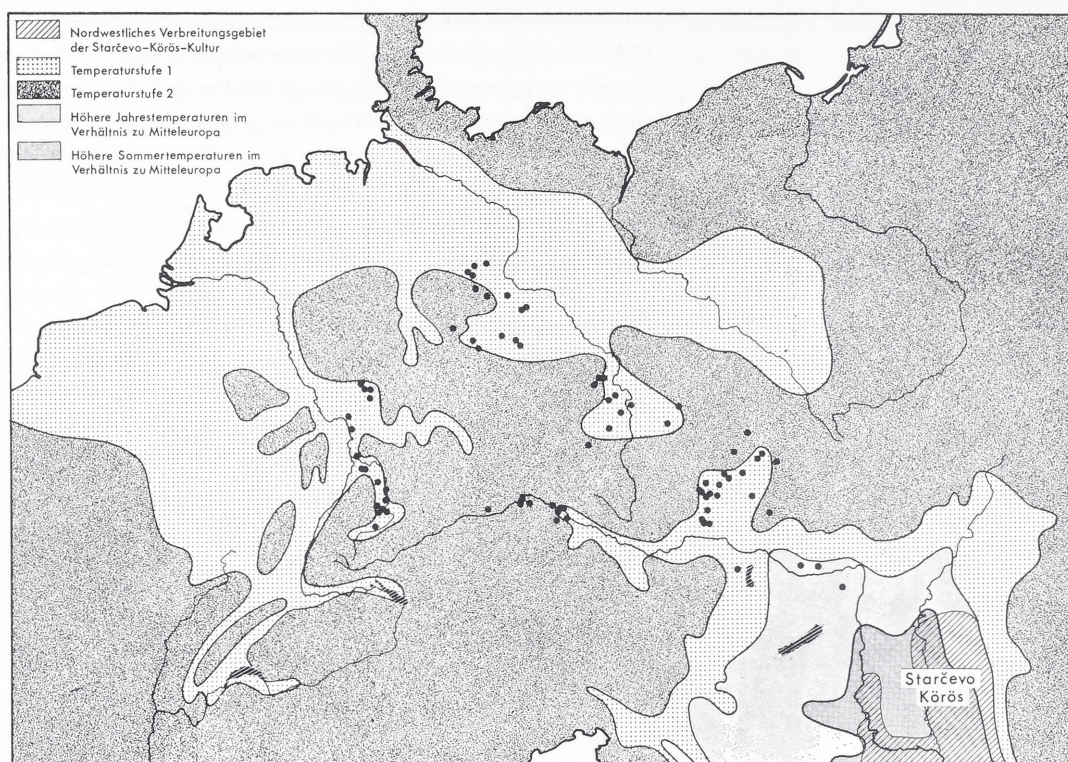 Nordwestliches Verbreitungsgebiet
der Starčevo–Körös–Kultur
Temperaturstufe 1
Temperaturstufe 2
Höhere Jahrestemperaturen im
Verhältnis zu Mitteleuropa
Höhere Sommertemperaturen im
Verhältnis zu Mitteleuropa
Starčevo
Körös